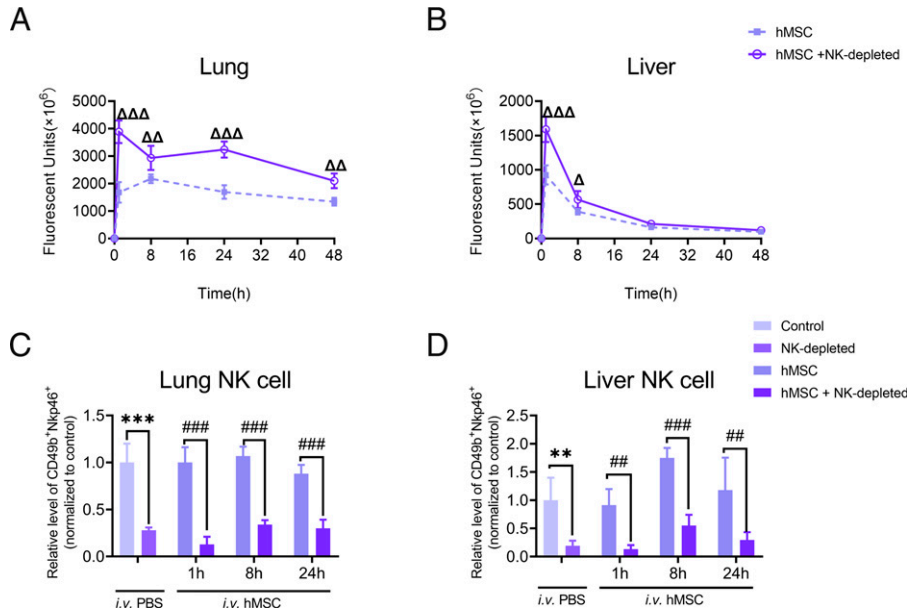 A
Lung
Fluorescent Units(×10⁶)
5000
4000
3000
2000
1000
0
ΔΔΔ
ΔΔ
ΔΔΔ
ΔΔ
0 8 16 24 32 40 48
Time(h)
B
Liver
hMSC
hMSC +NK-depleted
Fluorescent Units(×10⁶)
2000
1500
1000
500
0
ΔΔΔ
Δ
0 8 16 24 32 40 48
Time(h)
C
Lung NK cell
Relative level of CD49b⁺Nkp46⁺
(normalized to control)
1.5
1.0
0.5
0.0
***
###
###
###
1h 8h 24h
i.v. PBS i.v. hMSC
D
Liver NK cell
Control
NK-depleted
hMSC
hMSC + NK-depleted
Relative level of CD49b⁺Nkp46⁺
(normalized to control)
2.5
2.0
1.5
1.0
0.5
0.0
**
##
###
##
1h 8h 24h
i.v. PBS i.v. hMSC